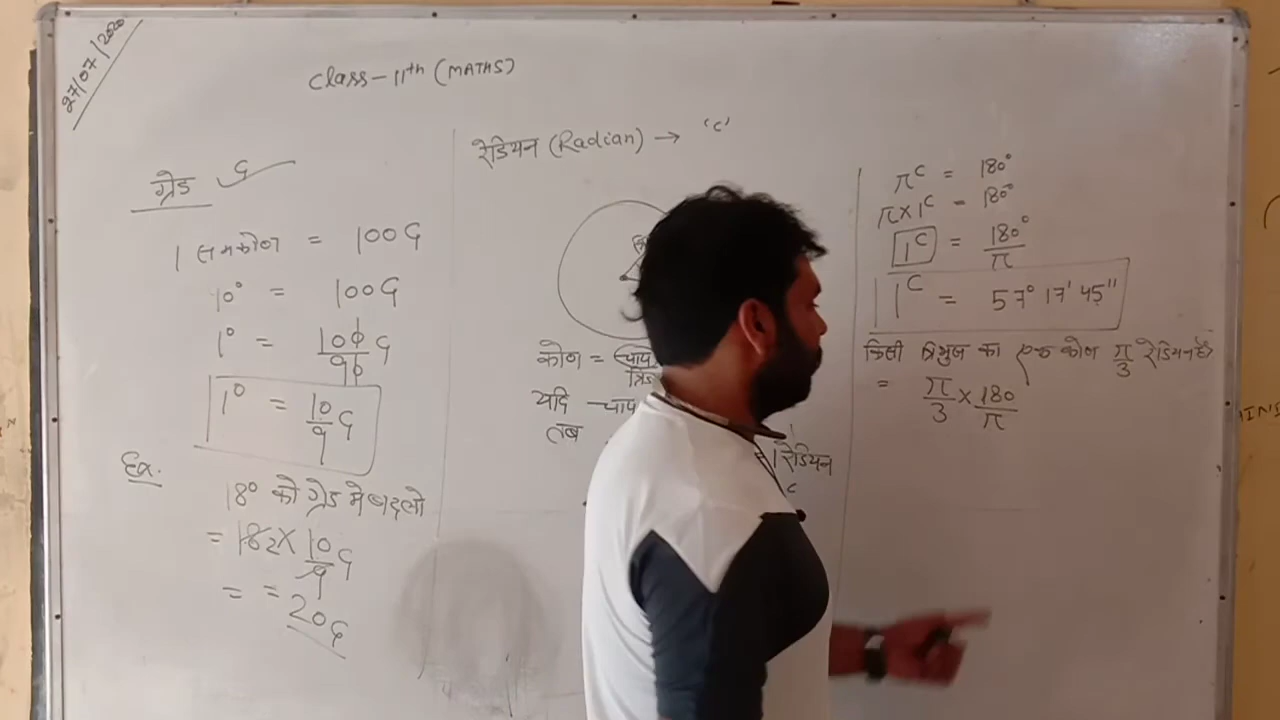 27/07/2020
Class-11th (MATHS)
ग्रेड G
1 समकोण = 100G
90° = 100G
1° = 100/90 G
1° = 10/9 G
Ex.
18° को ग्रेड मे बदलो
= 182 × 10/9 G
= = 20G
रेडियन (Radian) → 'c'
कोण = चाप
यदि चाप
तब
= 1 रेडियन
c
π^c = 180°
π×1^c = 180°
1^c = 180°/π
1^c = 57° 17' 45"
किसी त्रिभुज का एक कोण π/3 रेडियन है
= π/3 × 180/π